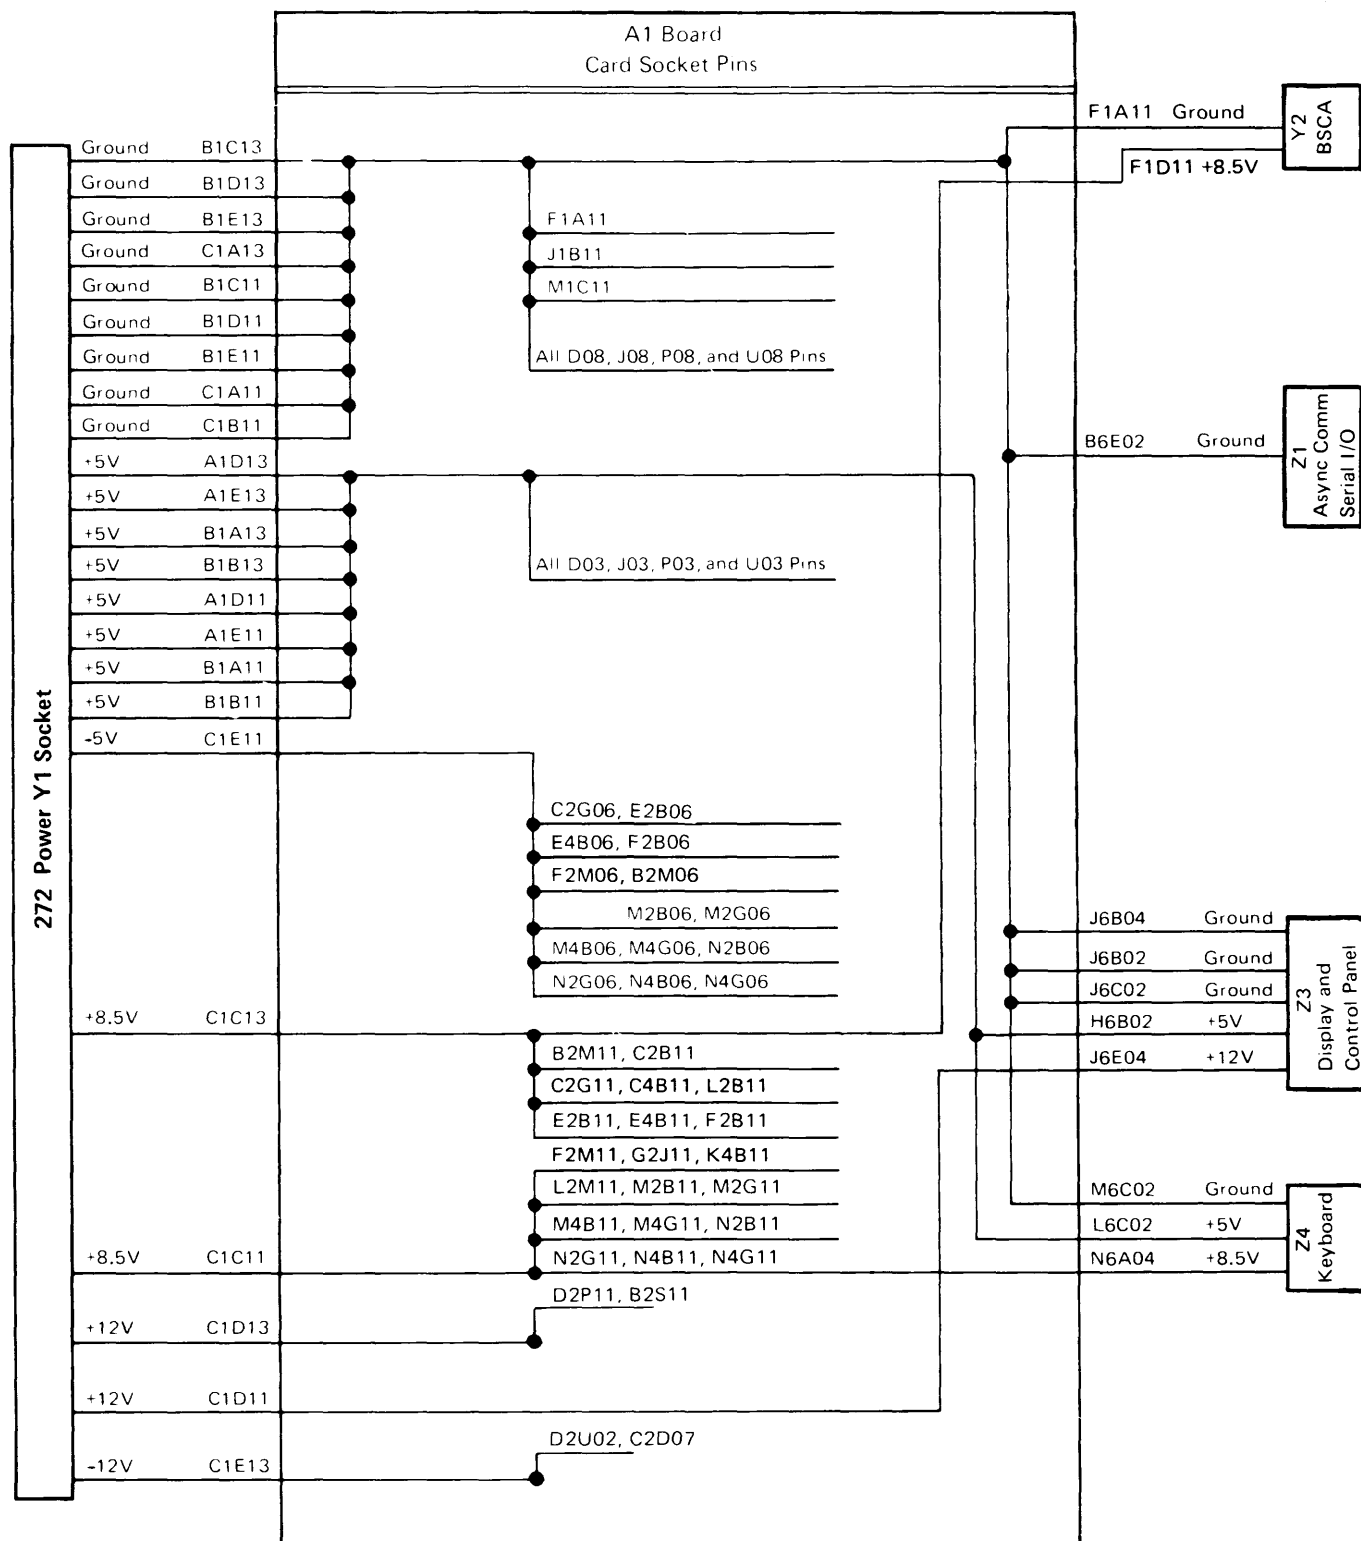 A1 Board
Card Socket Pins
272 Power Y1 Socket
Ground B1C13
Ground B1D13
Ground B1E13
Ground C1A13
Ground B1C11
Ground B1D11
Ground B1E11
Ground C1A11
Ground C1B11
+5V A1D13
+5V A1E13
+5V B1A13
+5V B1B13
+5V A1D11
+5V A1E11
+5V B1A11
+5V B1B11
-5V C1E11
+8.5V C1C13
+8.5V C1C11
+12V C1D13
+12V C1D11
-12V C1E13
F1A11
J1B11
M1C11
All D08, J08, P08, and U08 Pins
All D03, J03, P03, and U03 Pins
C2G06, E2B06
E4B06, F2B06
F2M06, B2M06
M2B06, M2G06
M4B06, M4G06, N2B06
N2G06, N4B06, N4G06
B2M11, C2B11
C2G11, C4B11, L2B11
E2B11, E4B11, F2B11
F2M11, G2J11, K4B11
L2M11, M2B11, M2G11
M4B11, M4G11, N2B11
N2G11, N4B11, N4G11
D2P11, B2S11
D2U02, C2D07
F1A11 Ground
F1D11 +8.5V
Y2
BSCA
B6E02 Ground
Z1
Async Comm
Serial I/O
J6B04 Ground
J6B02 Ground
J6C02 Ground
H6B02 +5V
J6E04 +12V
Z3
Display and
Control Panel
M6C02 Ground
L6C02 +5V
N6A04 +8.5V
Z4
Keyboard